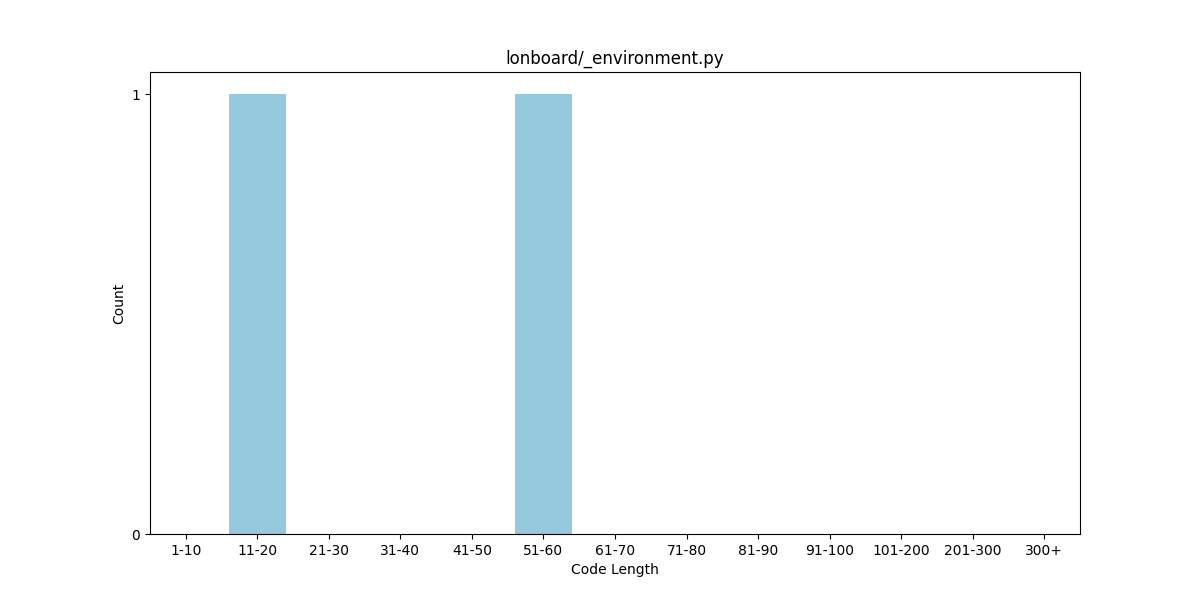 lonboard/_environment.py
Count
1
0
1-10 11-20 21-30 31-40 41-50 51-60 61-70 71-80 81-90 91-100 101-200 201-300 300+
Code Length